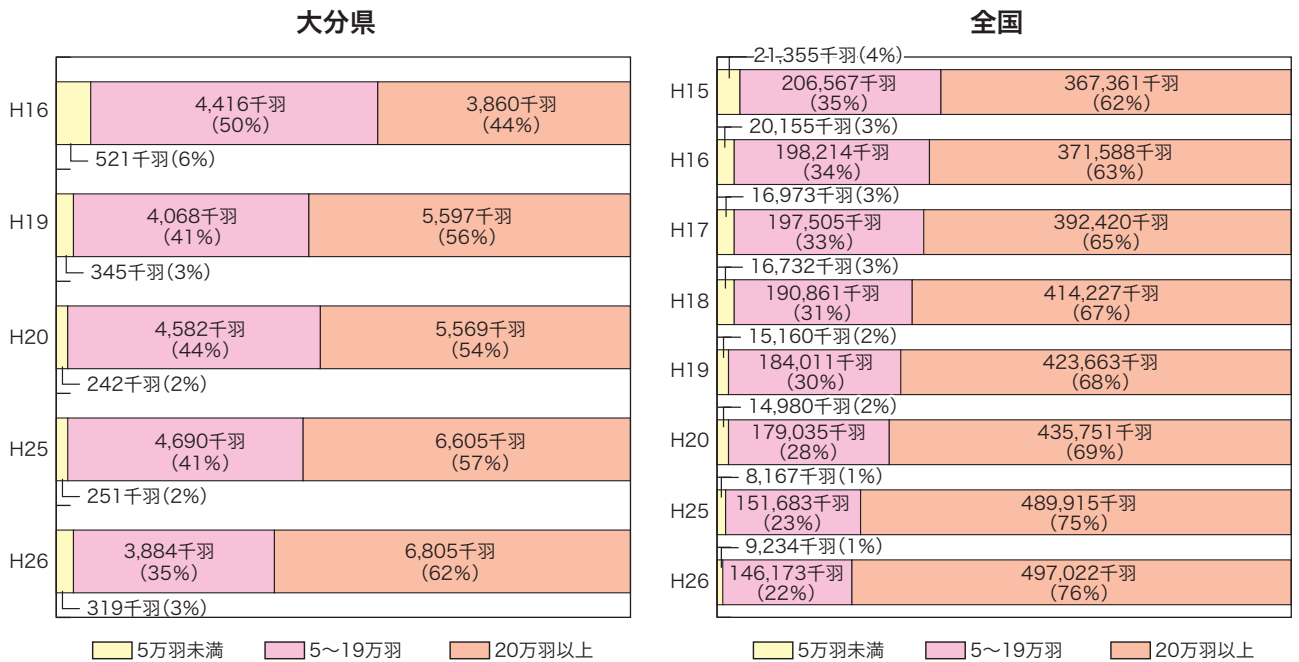 大分県
H16
4,416千羽
(50%)
3,860千羽
(44%)
521千羽(6%)
H19
4,068千羽
(41%)
5,597千羽
(56%)
345千羽(3%)
H20
4,582千羽
(44%)
5,569千羽
(54%)
242千羽(2%)
H25
4,690千羽
(41%)
6,605千羽
(57%)
251千羽(2%)
H26
3,884千羽
(35%)
6,805千羽
(62%)
319千羽(3%)
5万羽未満
5〜19万羽
20万羽以上
全国
21,355千羽(4%)
H15
206,567千羽
(35%)
367,361千羽
(62%)
20,155千羽(3%)
H16
198,214千羽
(34%)
371,588千羽
(63%)
16,973千羽(3%)
H17
197,505千羽
(33%)
392,420千羽
(65%)
16,732千羽(3%)
H18
190,861千羽
(31%)
414,227千羽
(67%)
15,160千羽(2%)
H19
184,011千羽
(30%)
423,663千羽
(68%)
14,980千羽(2%)
H20
179,035千羽
(28%)
435,751千羽
(69%)
8,167千羽(1%)
H25
151,683千羽
(23%)
489,915千羽
(75%)
9,234千羽(1%)
H26
146,173千羽
(22%)
497,022千羽
(76%)
5万羽未満
5〜19万羽
20万羽以上